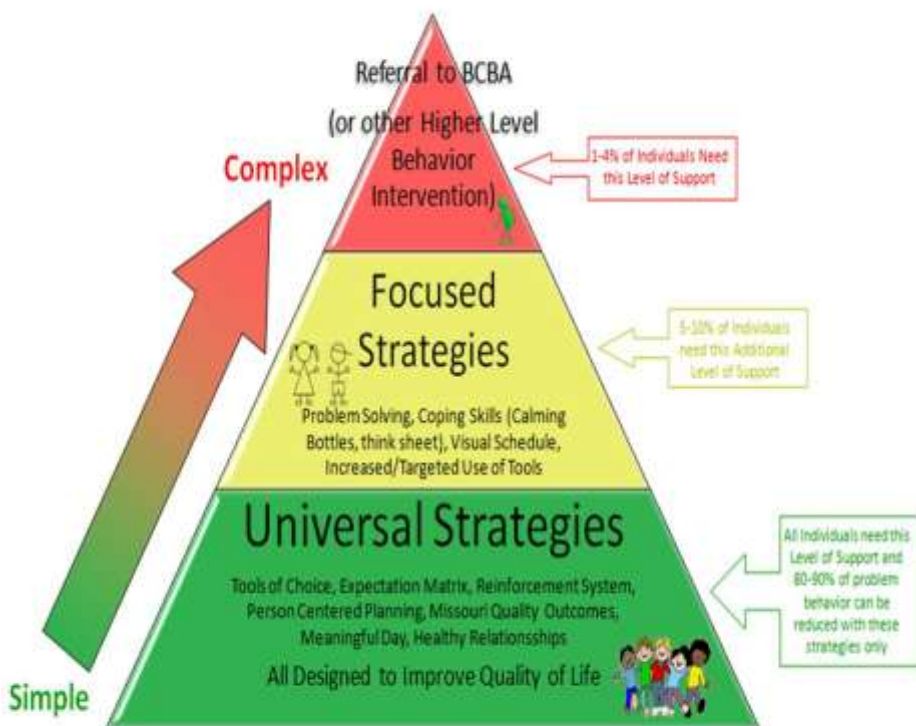 Referral to BCBA
(or other Higher Level
Behavior
Intervention)
Complex
1-4% of Individuals Need
this Level of Support
Focused
Strategies
5-10% of Individuals
need this Additional
Level of Support
Problem Solving, Coping Skills (Calming
Bottles, think sheet), Visual Schedule,
Increased/Targeted Use of Tools
Universal Strategies
Tools of Choice, Expectation Matrix, Reinforcement System,
Person Centered Planning, Missouri Quality Outcomes,
Meaningful Day, Healthy Relationships
All Designed to Improve Quality of Life
All Individuals need this
Level of Support and
80-90% of problem
behavior can be
reduced with these
strategies only
Simple